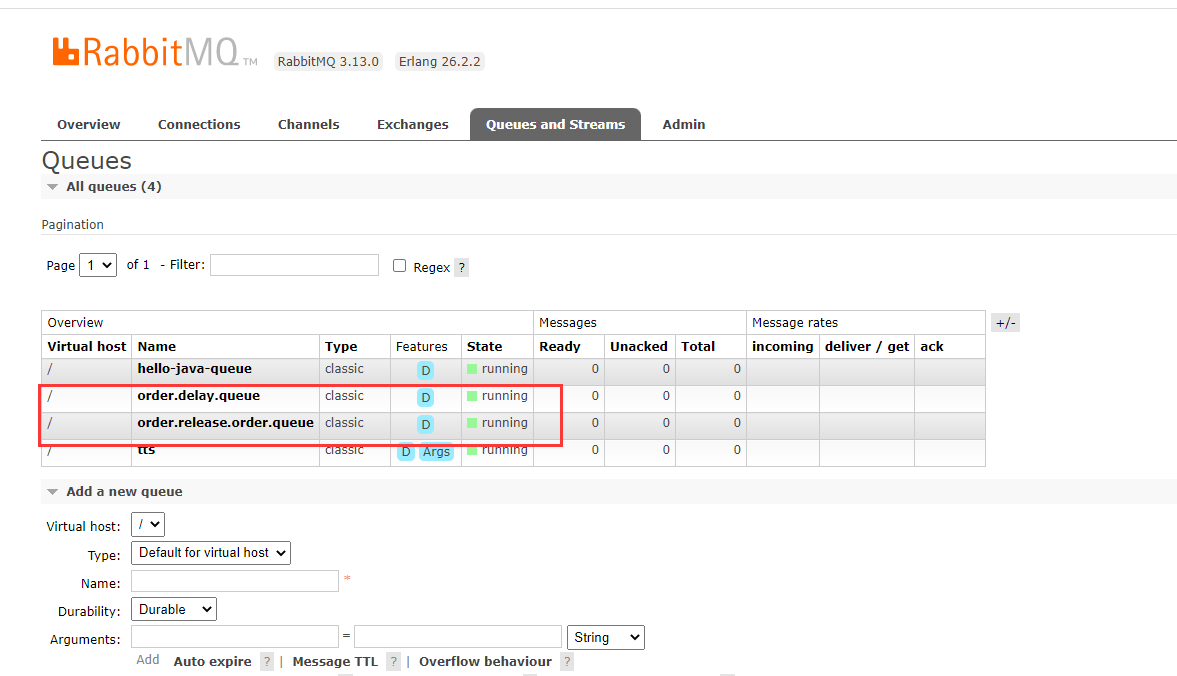 RabbitMQ TM RabbitMQ 3.13.0 Erlang 26.2.2
Overview Connections Channels Exchanges Queues and Streams Admin
Queues
All queues (4)
Pagination
Page 1 of 1 - Filter: Regex ?
Overview Messages Message rates +/-
Virtual host Name Type Features State Ready Unacked Total incoming deliver / get ack
/ hello-java-queue classic D running 0 0 0
/ order.delay.queue classic D running 0 0 0
/ order.release.order.queue classic D running 0 0 0
/ tts classic D Args running 0 0 0
Add a new queue
Virtual host: /
Type: Default for virtual host
Name: *
Durability: Durable
Arguments: = String
Add Auto expire ? | Message TTL ? | Overflow behaviour ?